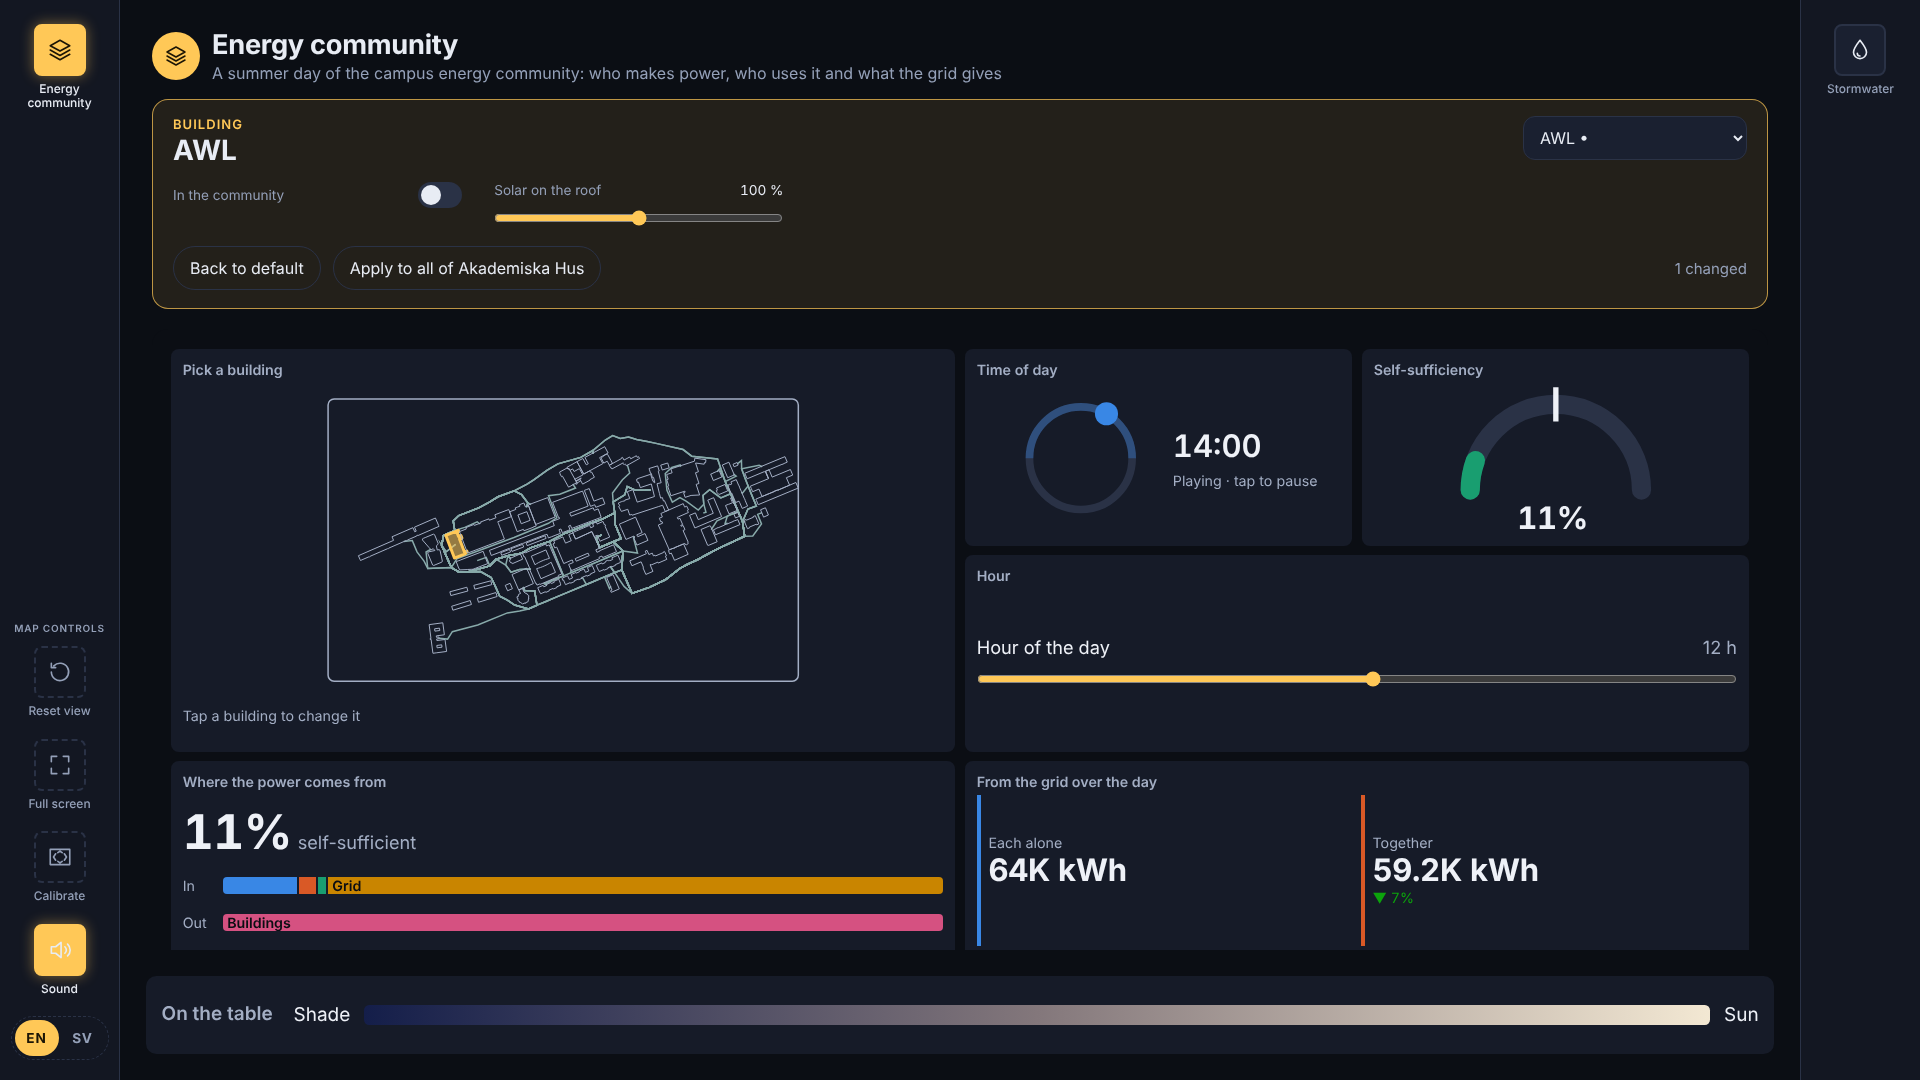 Energy
community
MAP CONTROLS
Reset view
Full screen
Calibrate
Sound
EN
SV
Energy community
A summer day of the campus energy community: who makes power, who uses it and what the grid gives
BUILDING
AWL
AWL •
In the community
Solar on the roof
100 %
Back to default
Apply to all of Akademiska Hus
1 changed
Pick a building
Tap a building to change it
Time of day
14:00
Playing · tap to pause
Self-sufficiency
11%
Hour
Hour of the day
12 h
Where the power comes from
11% self-sufficient
In
Grid
Out
Buildings
From the grid over the day
Each alone
64K kWh
Together
59.2K kWh
▼ 7%
On the table
Shade
Sun
Stormwater